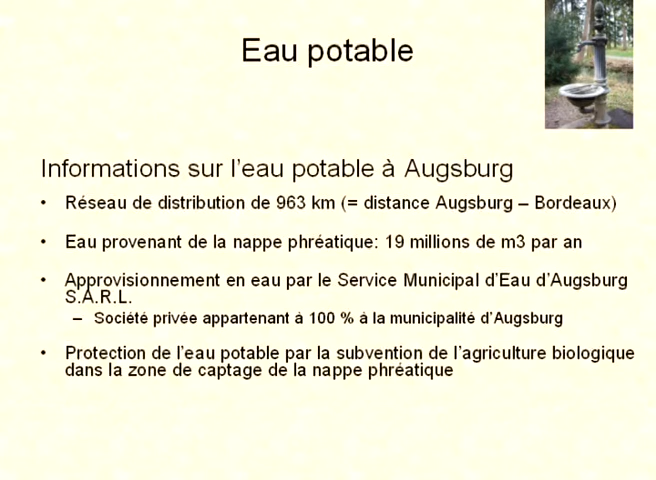 Eau potable
Informations sur l'eau potable à Augsburg
• Réseau de distribution de 963 km (= distance Augsburg – Bordeaux)
• Eau provenant de la nappe phréatique: 19 millions de m3 par an
• Approvisionnement en eau par le Service Municipal d'Eau d'Augsburg
S.A.R.L.
– Société privée appartenant à 100 % à la municipalité d'Augsburg
• Protection de l'eau potable par la subvention de l'agriculture biologique
dans la zone de captage de la nappe phréatique